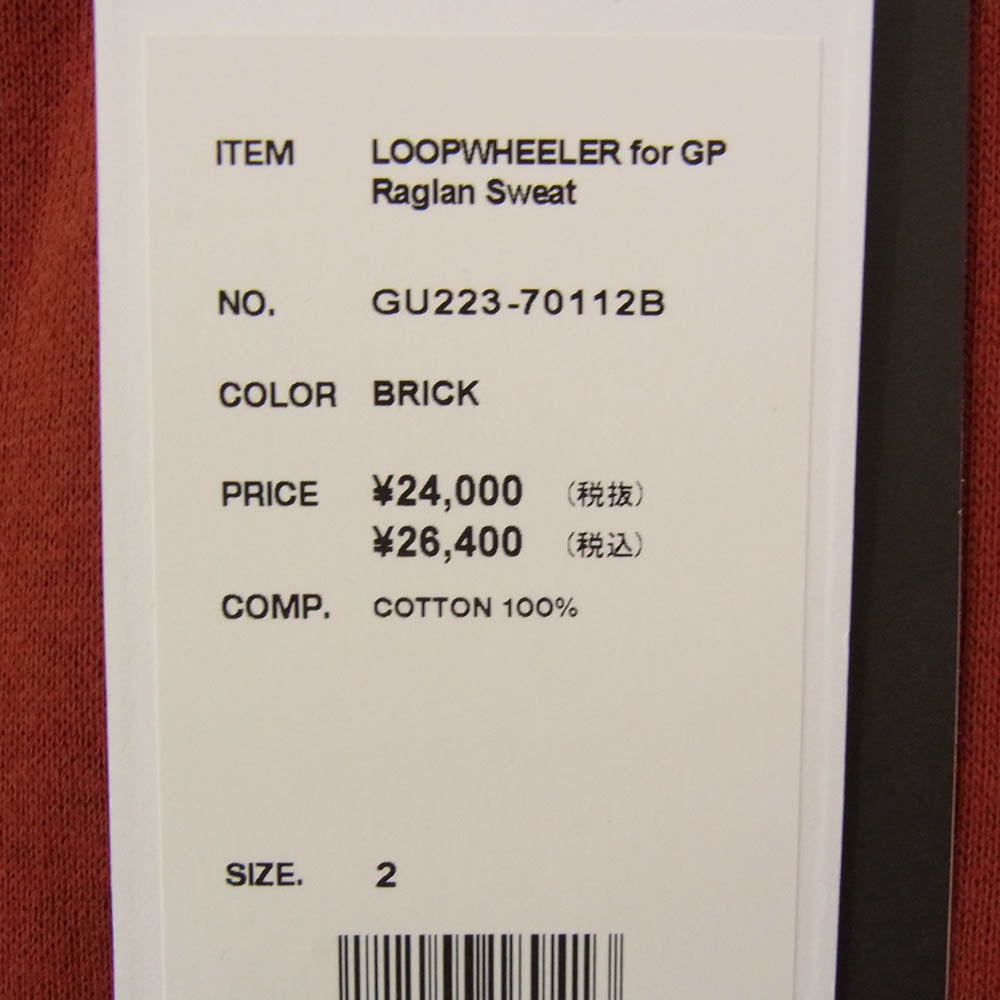 ITEM LOOPWHEELER for GP
Raglan Sweat
NO. GU223-70112B
COLOR BRICK
PRICE ¥24,000 (税抜)
¥26,400 (税込)
COMP. COTTON 100%
SIZE. 2